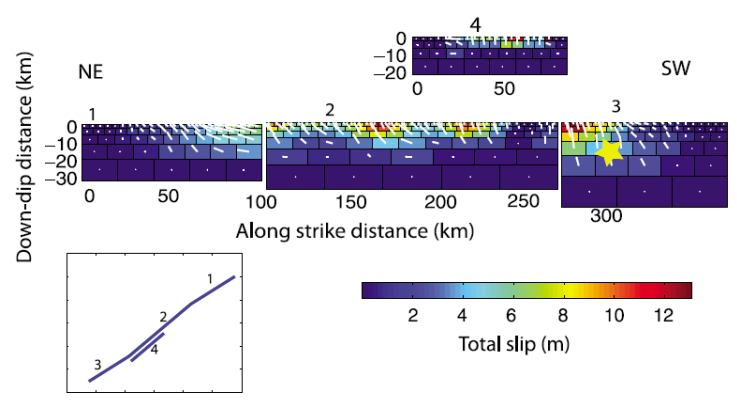 4
0
−10
−20
0 50
NE
SW
1
2
3
0
−10
−20
−30
0 50 100 150 200 250
300
Down-dip distance (km)
Along strike distance (km)
1
2
4
3
2 4 6 8 10 12
Total slip (m)